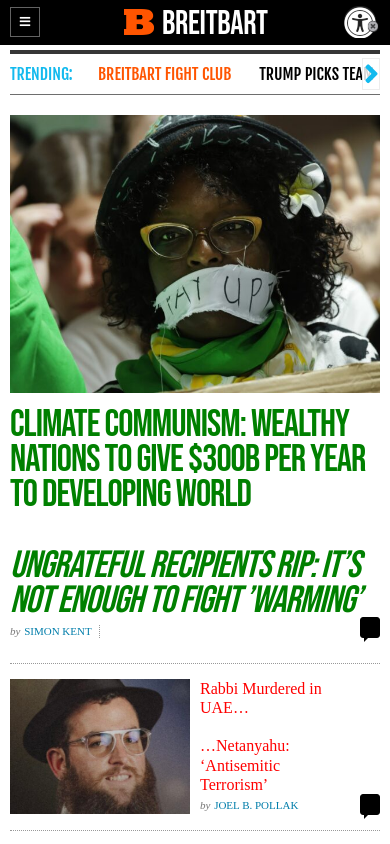 BREITBART
TRENDING: BREITBART FIGHT CLUB TRUMP PICKS TEA
PAY UP!
CLIMATE COMMUNISM: WEALTHY
NATIONS TO GIVE $300B PER YEAR
TO DEVELOPING WORLD
UNGRATEFUL RECIPIENTS RIP: IT’S
NOT ENOUGH TO FIGHT ’WARMING’
by SIMON KENT
Rabbi Murdered in
UAE…
…Netanyahu:
‘Antisemitic
Terrorism’
by JOEL B. POLLAK